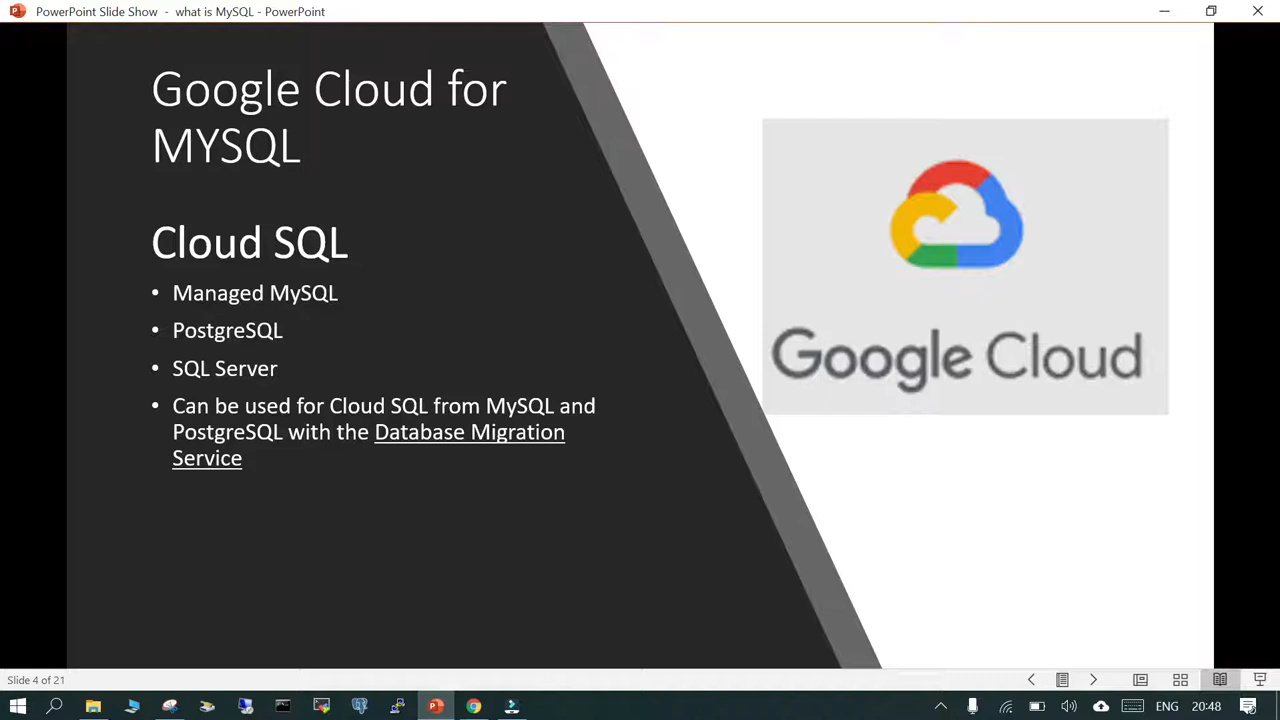 PowerPoint Slide Show - what is MySQL - PowerPoint
Google Cloud for
MYSQL
Cloud SQL
• Managed MySQL
• PostgreSQL
• SQL Server
• Can be used for Cloud SQL from MySQL and
PostgreSQL with the Database Migration
Service
Google Cloud
Slide 4 of 21
ENG
20:48